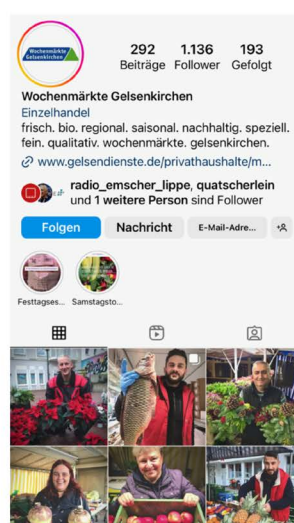 Wochenmärkte
Gelsenkirchen
292 1.136 193
Beiträge Follower Gefolgt
Wochenmärkte Gelsenkirchen
Einzelhandel
frisch. bio. regional. saisonal. nachhaltig. speziell.
fein. qualitativ. wochenmärkte. gelsenkirchen.
www.gelsendienste.de/privathaushalte/m...
radio_emscher_lippe, quatscherlein
und 1 weitere Person sind Follower
Folgen Nachricht E-Mail-Adre...
Festtagses... Samstagsto...